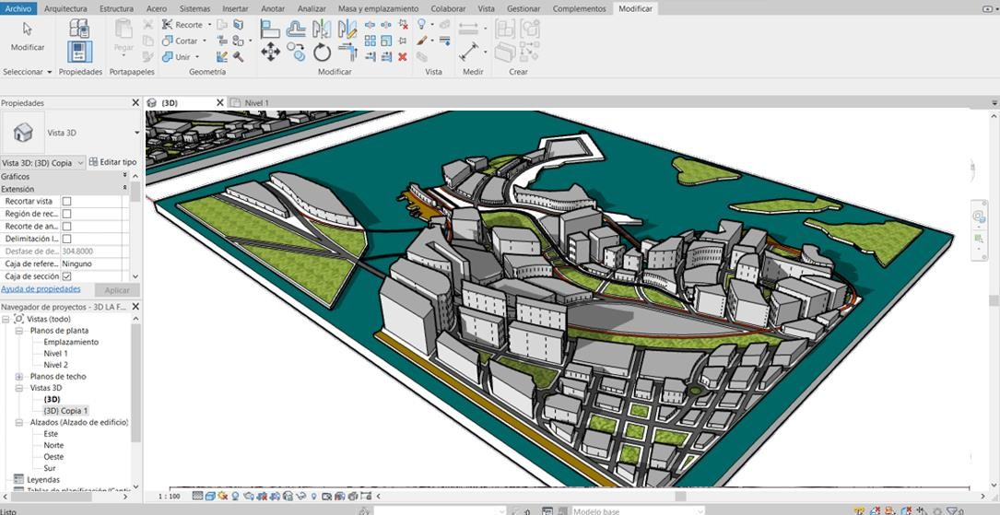 Archivo Arquitectura Estructura Acero Sistemas Insertar Anotar Analizar Masa y emplazamiento Colaborar Vista Gestionar Complementos Modificar
Recorte
Modificar Pegar Cortar
Unir
Seleccionar Propiedades Portapapeles Geometría Modificar Vista Medir Crear
Propiedades (3D) Nivel 1
Vista 3D
Vista 3D: (3D) Copia Editar tipo
Gráficos
Extensión
Recortar vista
Región de rec...
Recorte de an...
Delimitación l...
Desfase de de... 304.8000
Camara de refere... Ninguno
Caja de sección
Ayuda de propiedades Aplicar
Navegador de proyectos - 3D LA F...
Vistas (todo)
Planos de planta
Emplazamiento
Nivel 1
Nivel 2
Planos de techo
Vistas 3D
(3D)
(3D) Copia 1
Alzados (Alzado de edificio)
Este
Norte
Oeste
Sur
Leyendas
1 : 100
Listo :0 Modelo base